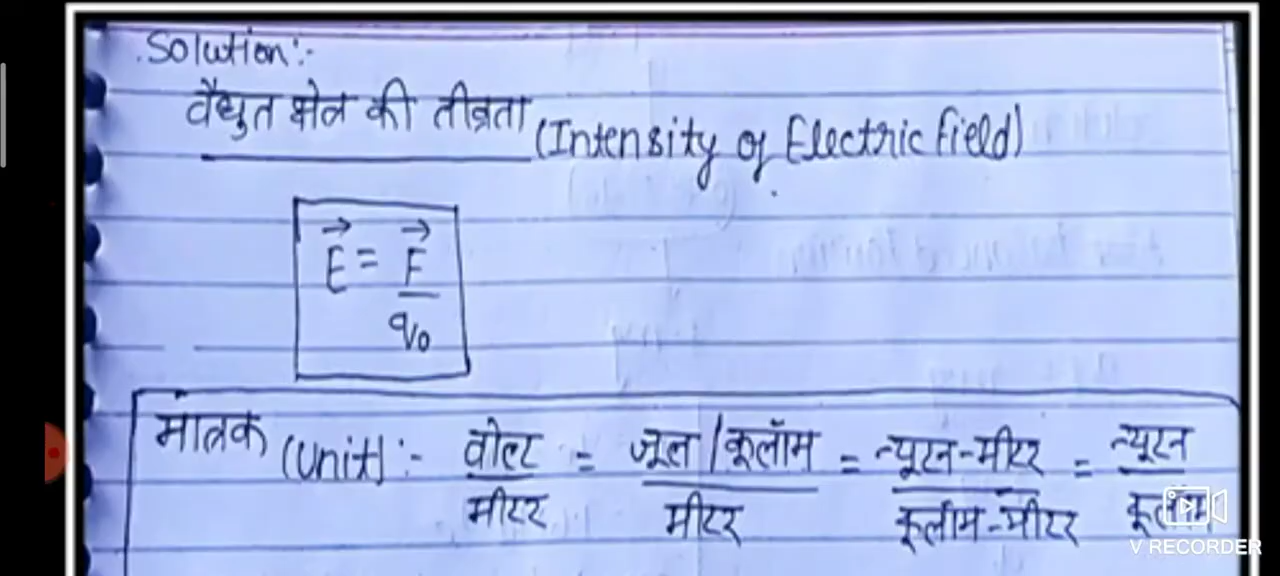 Solution:-
वैधुत क्षेत्र की तीव्रता (Intensity of Electric field)
E⃗ = F⃗ / q₀
मात्रक (Unit):- वोल्ट / मीटर = जूल/कूलॉम / मीटर = न्यूटन-मीटर / कूलॉम-मीटर = न्यूटन / कूलॉम
V RECORDER